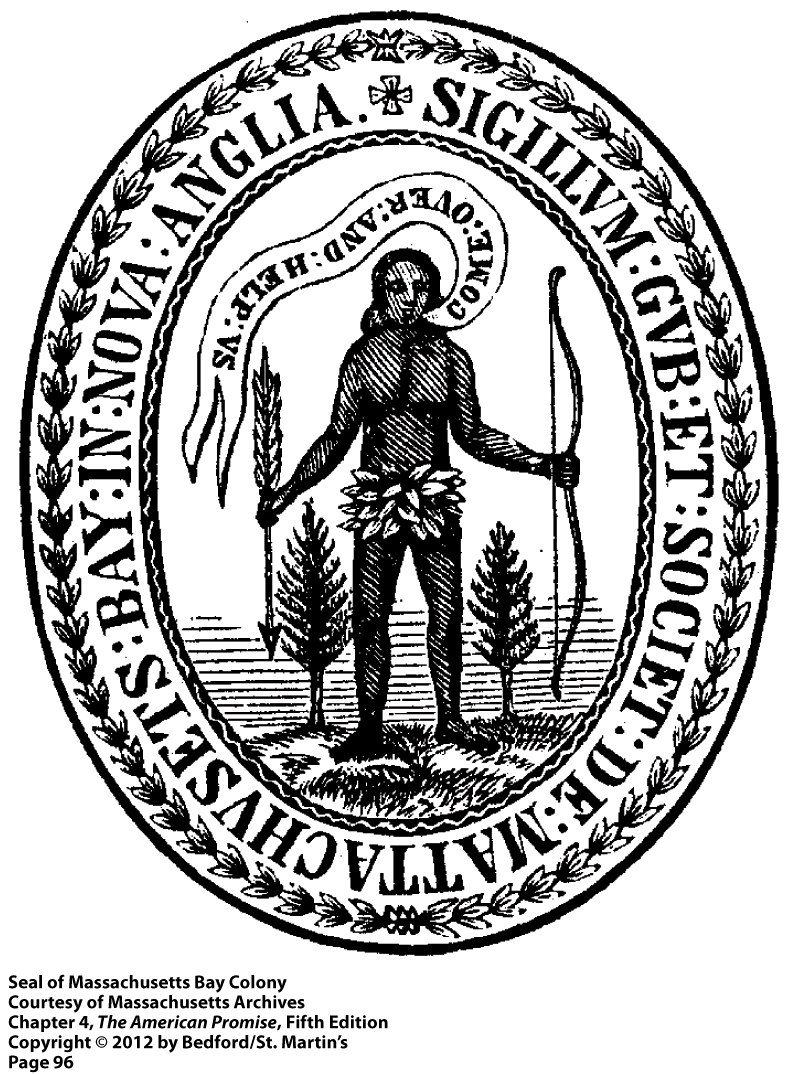 SIGILLVM : GVB : ET : SOCIET : DE : MATTACHVSETS : BAY : IN : NOVA : ANGLIA .
COME : OVER : AND : HELP : VS
Seal of Massachusetts Bay Colony
Courtesy of Massachusetts Archives
Chapter 4, The American Promise, Fifth Edition
Copyright © 2012 by Bedford/St. Martin's
Page 96